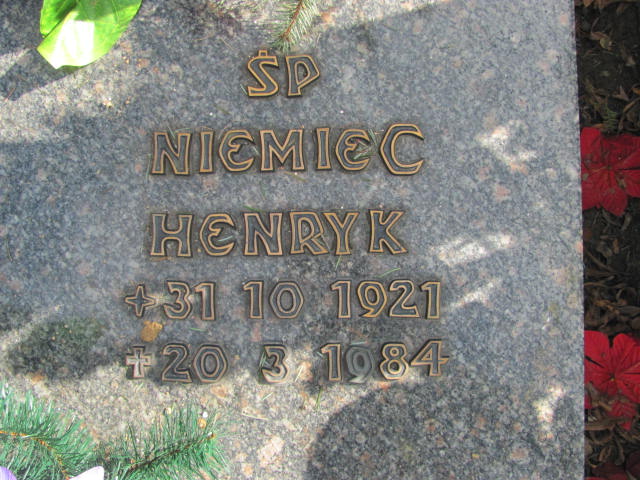 ŚP
NIEMIEC
HENRYK
✦31 10 1921
✝20 3 1984